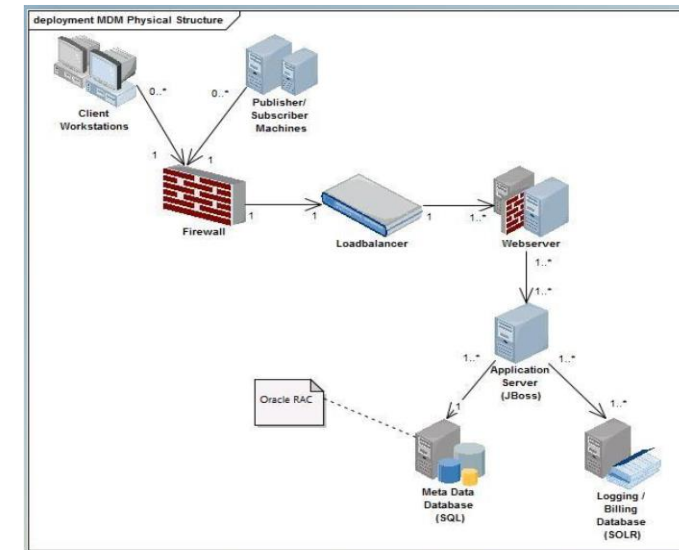 deployment MDM Physical Structure
Client
Workstations
0..*
0..*
Publisher/
Subscriber
Machines
1
1
Firewall
1
1
Loadbalancer
1
1..*
Webserver
1..*
1..*
Application
Server
(JBoss)
1..*
1..*
Oracle RAC
1
1..*
Meta Data
Database
(SQL)
Logging /
Billing
Database
(SOLR)